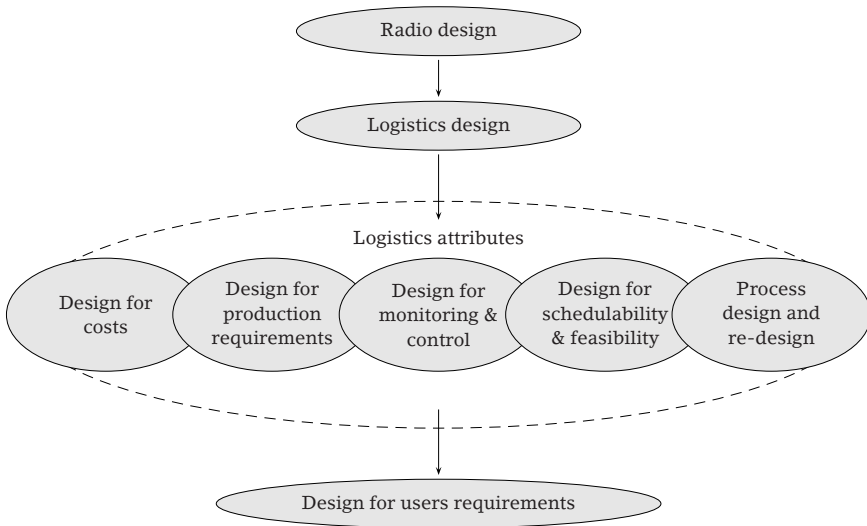 Radio design
Logistics design
Logistics attributes
Design for
costs
Design for
production
requirements
Design for
monitoring &
control
Design for
schedulability
& feasibility
Process
design and
re-design
Design for users requirements